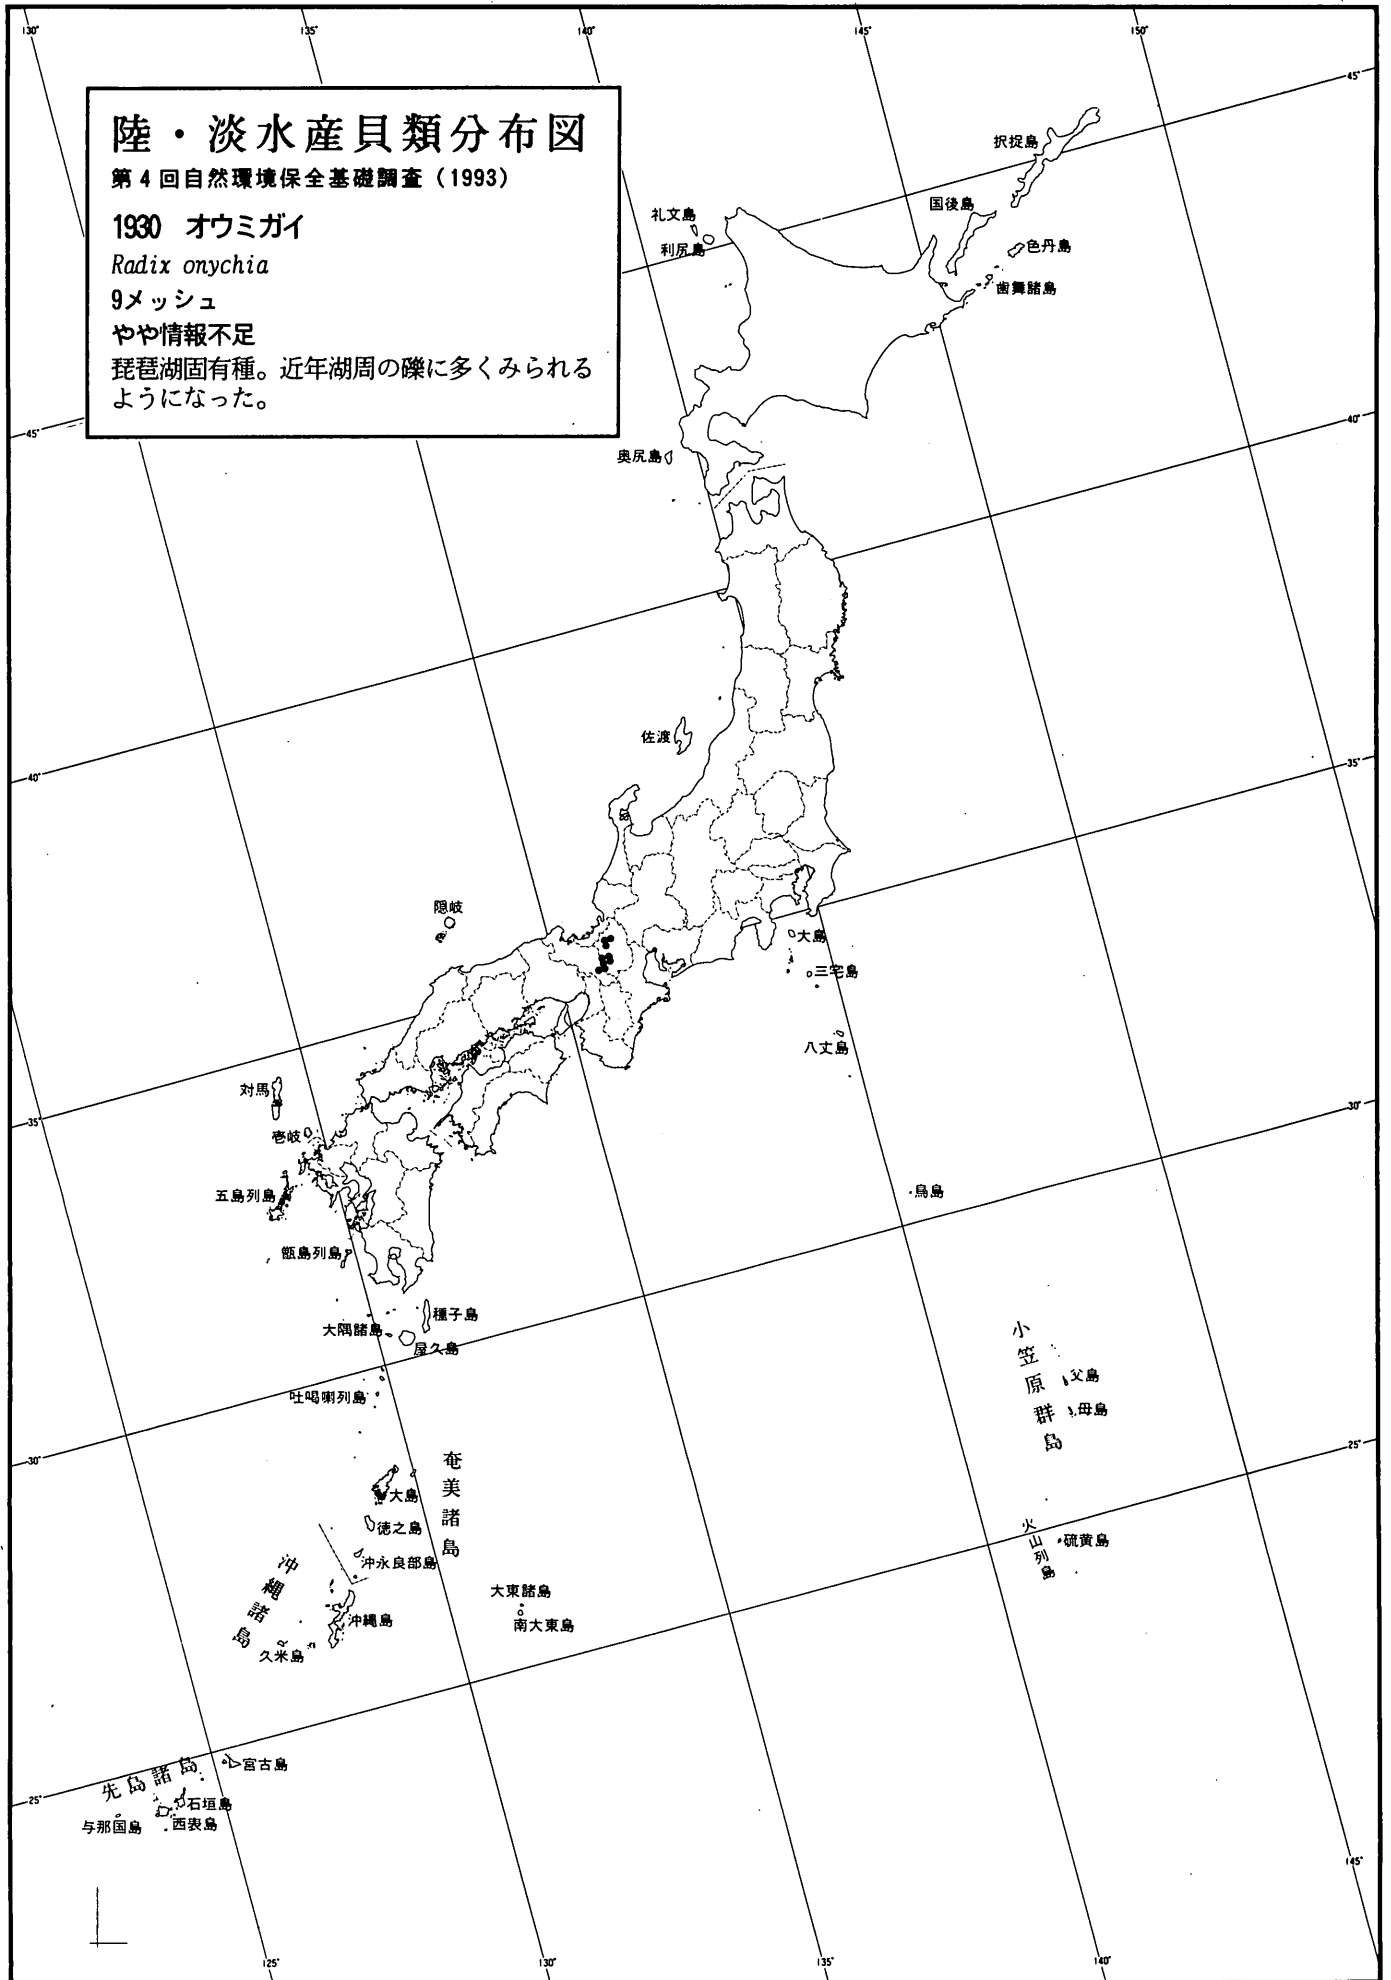 130°
135°
140°
145°
150°
陸・淡水産貝類分布図
第4回自然環境保全基礎調査（1993）
1930 オウミガイ
Radix onychia
9メッシュ
やや情報不足
琵琶湖固有種。近年湖周の礫に多くみられる
ようになった。
45°
択捉島
国後島
色丹島
歯舞諸島
礼文島
利尻島
45°
40°
奥尻島
佐渡
40°
35°
隠岐
大島
三宅島
八丈島
対馬
壱岐
35°
30°
五島列島
鳥島
甑島列島
種子島
大隅諸島
屋久島
吐噶喇列島
小笠原群島
父島
母島
30°
25°
奄美諸島
大島
徳之島
沖永良部島
沖縄諸島
沖縄島
久米島
大東諸島
南大東島
火山列島
硫黄島
先島諸島
宮古島
石垣島
西表島
与那国島
25°
145°
125°
130°
135°
140°